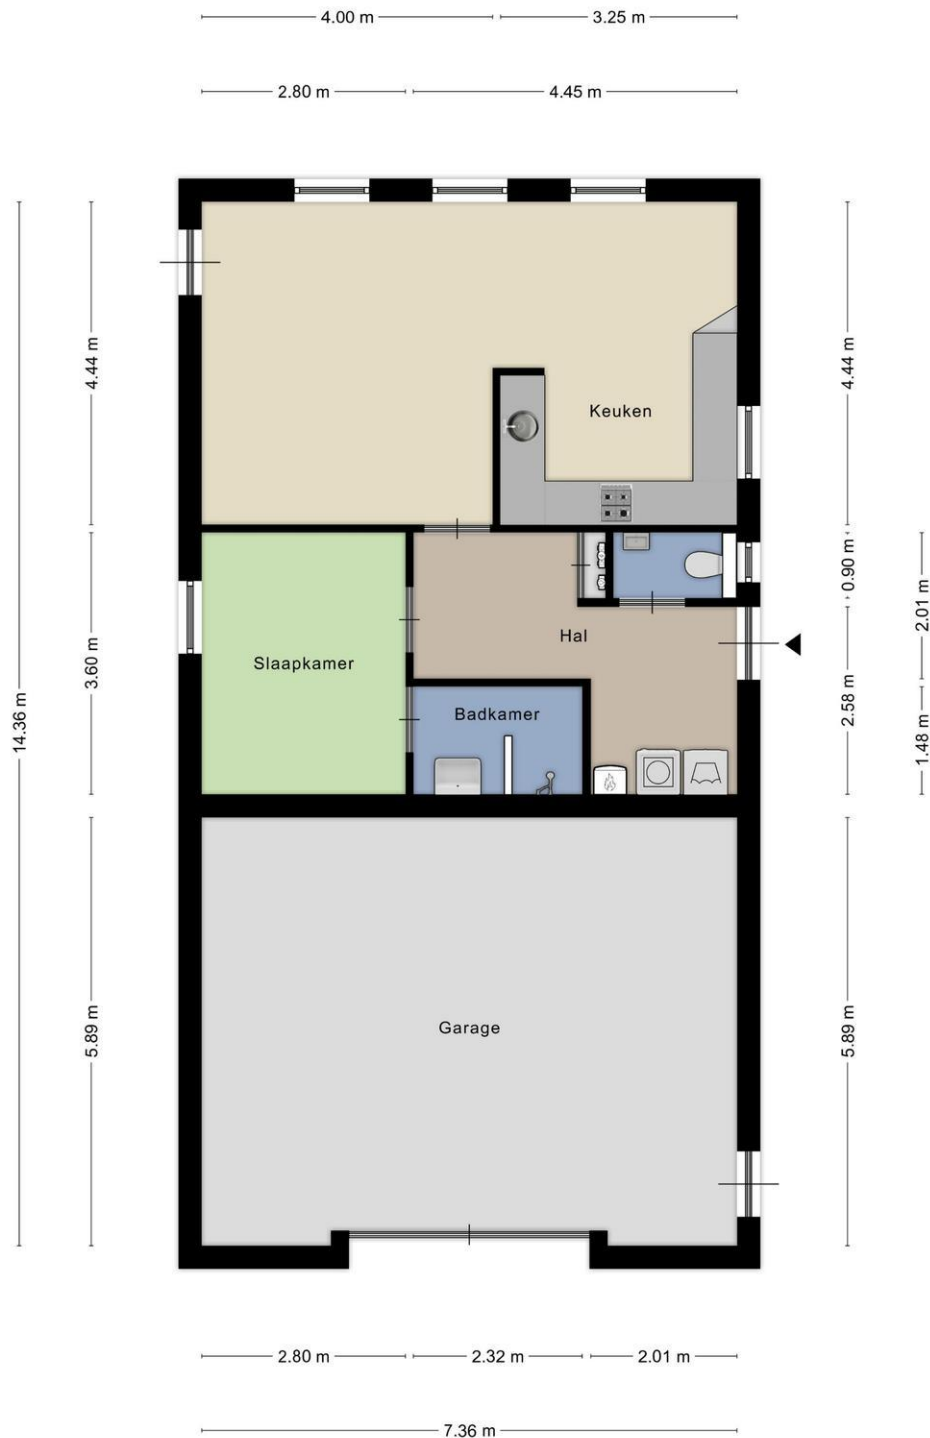 4.00 m
3.25 m
2.80 m
4.45 m
4.44 m
4.44 m
Keuken
0.90 m
2.01 m
Hal
Slaapkamer
3.60 m
2.58 m
Badkamer
14.36 m
1.48 m
Garage
5.89 m
5.89 m
2.80 m
2.32 m
2.01 m
7.36 m